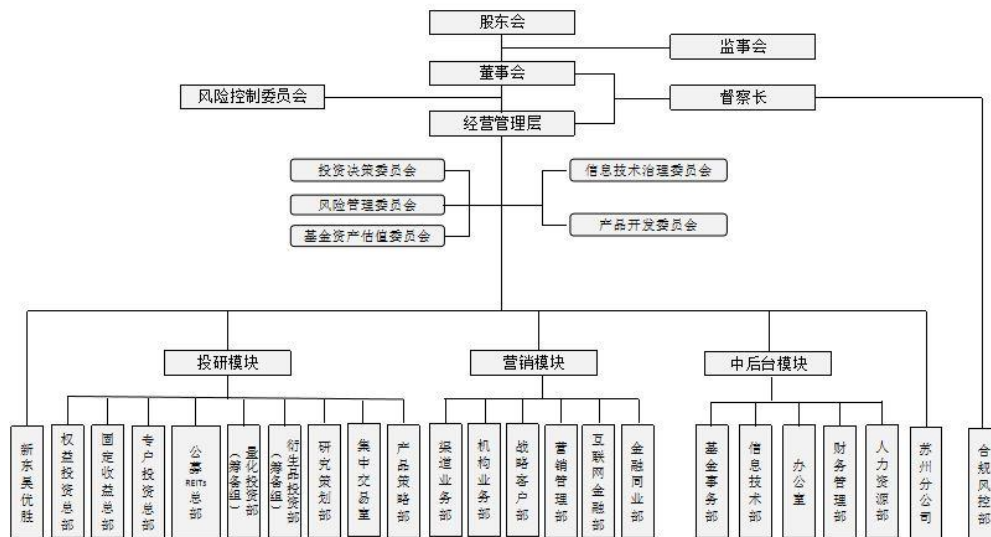 股东会
监事会
董事会
风险控制委员会
督察长
经营管理层
投资决策委员会
信息技术治理委员会
风险管理委员会
产品开发委员会
基金资产估值委员会
投研模块
营销模块
中后台模块
新东吴优胜
权益投资总部
固定收益总部
专户投资总部
公募REITs总部
量化投资部
(筹备组)
衍生品投资部
(筹备组)
研究策划部
集中交易室
产品策略部
渠道业务部
机构业务部
战略客户部
营销管理部
互联网金融部
金融同业部
基金事务部
信息技术部
办公室
财务管理部
人力资源部
苏州分公司
合规风控部